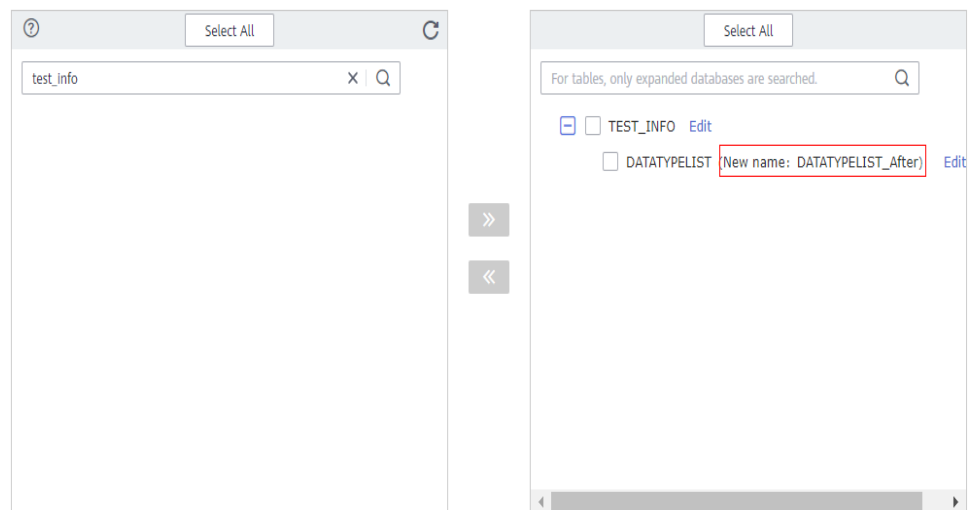 Select All
test_info
Select All
For tables, only expanded databases are searched.
TEST_INFO Edit
DATATYPELIST (New name: DATATYPELIST_After) Edit